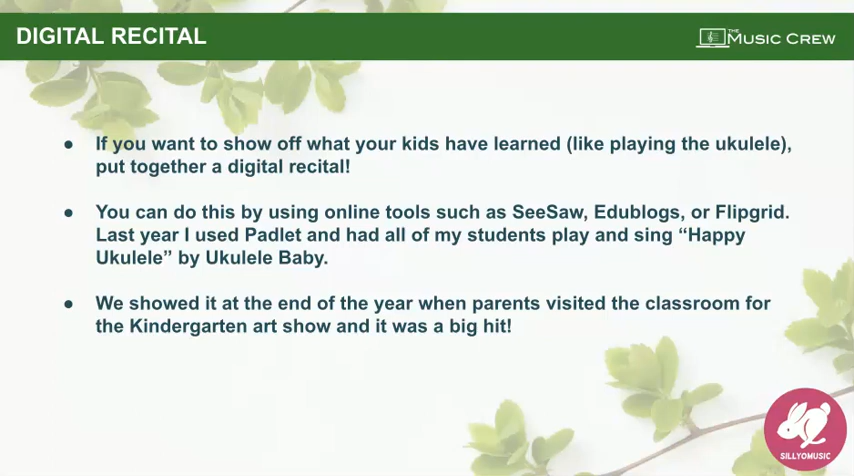 DIGITAL RECITAL
THE MUSIC CREW
● If you want to show off what your kids have learned (like playing the ukulele),
put together a digital recital!
● You can do this by using online tools such as SeeSaw, Edublogs, or Flipgrid.
Last year I used Padlet and had all of my students play and sing “Happy
Ukulele” by Ukulele Baby.
● We showed it at the end of the year when parents visited the classroom for
the Kindergarten art show and it was a big hit!
SILLYOMUSIC